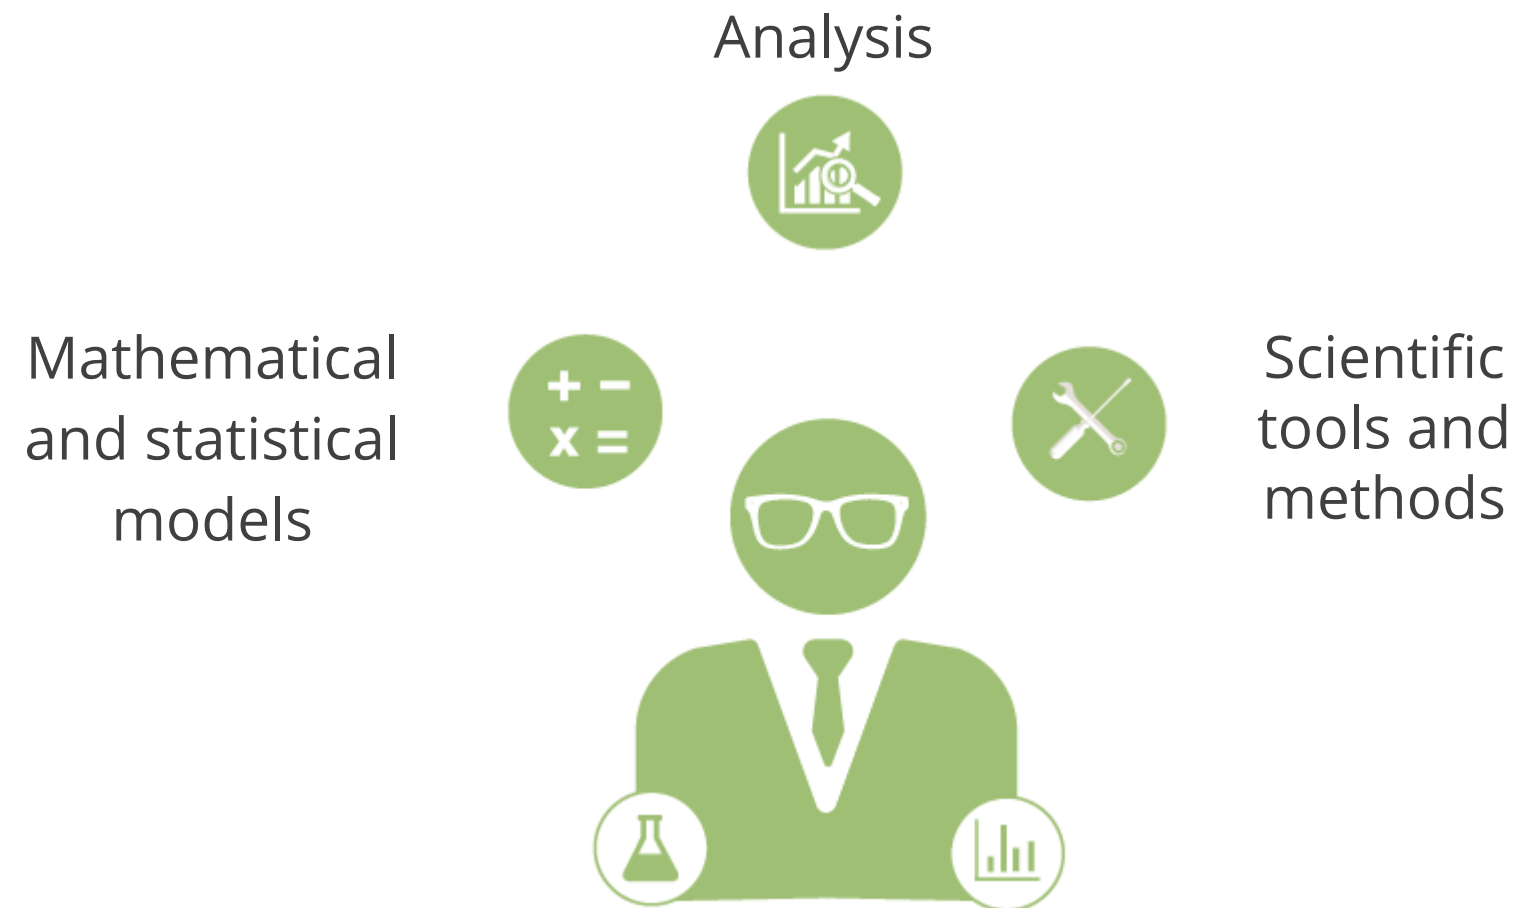 Analysis
Mathematical
and statistical
models
Scientific
tools and
methods
+ −
x =